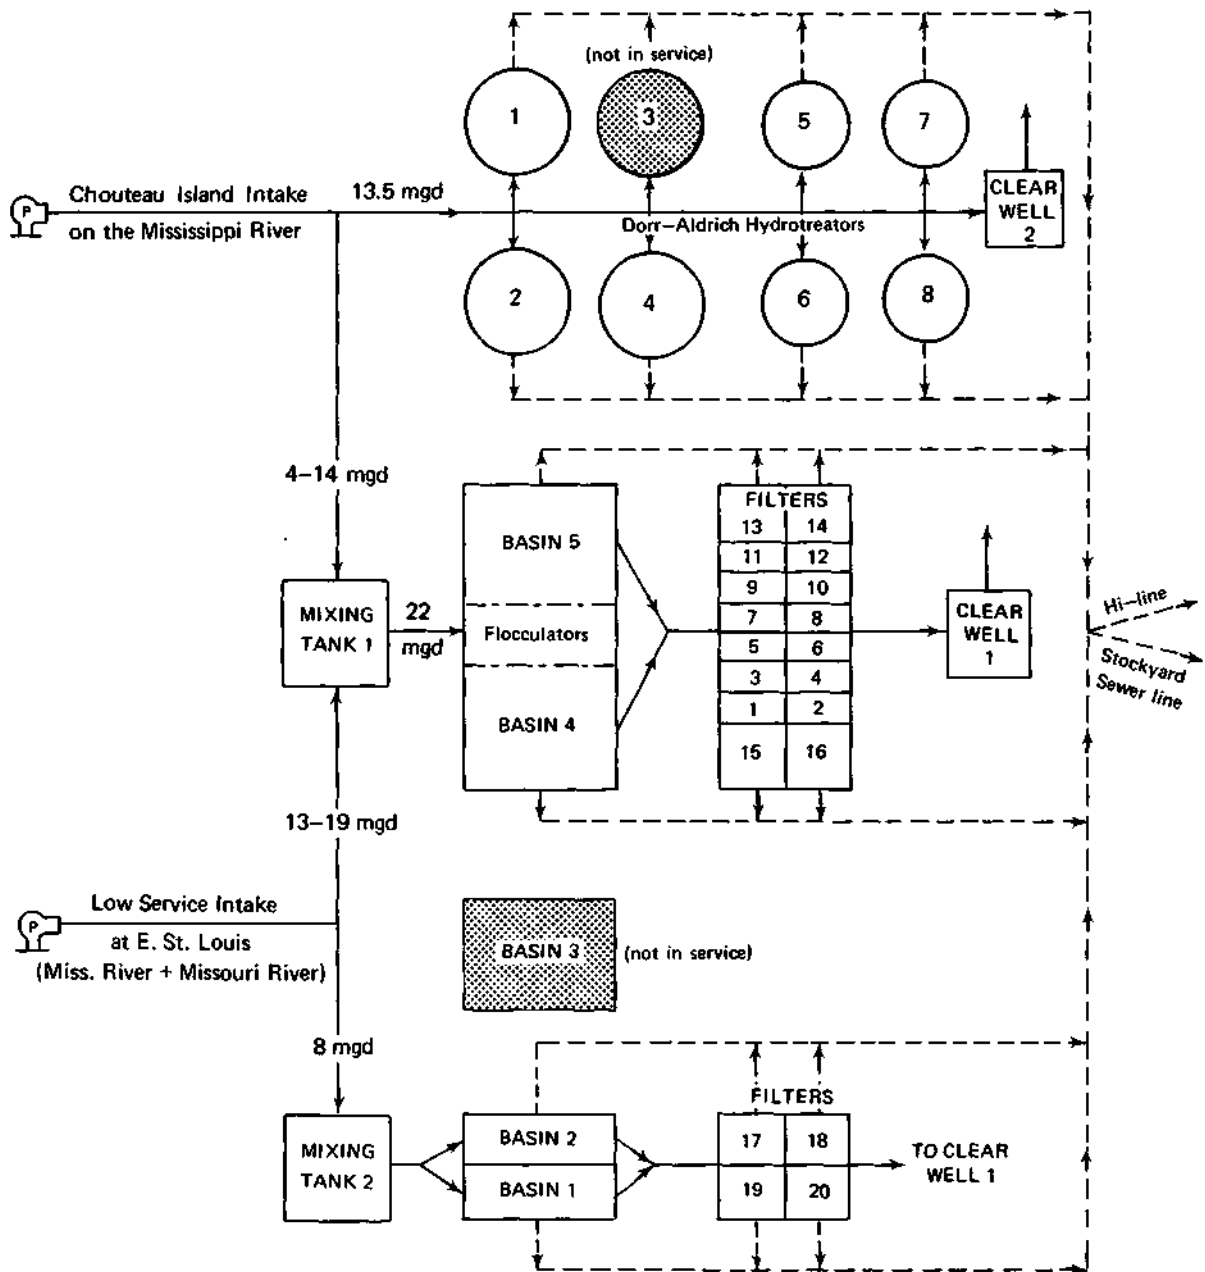 (not in service)
1
3
5
7
P
Chouteau Island Intake
on the Mississippi River
13.5 mgd
Dorr-Aldrich Hydrotreators
CLEAR
WELL
2
2
4
6
8
4-14 mgd
MIXING
TANK 1
22
mgd
BASIN 5
Flocculators
BASIN 4
FILTERS
13 14
11 12
9 10
7 8
5 6
3 4
1 2
15 16
CLEAR
WELL
1
Hi-line
Stockyard
Sewer line
13-19 mgd
P
Low Service Intake
at E. St. Louis
(Miss. River + Missouri River)
BASIN 3
(not in service)
8 mgd
MIXING
TANK 2
BASIN 2
BASIN 1
FILTERS
17 18
19 20
TO CLEAR
WELL 1